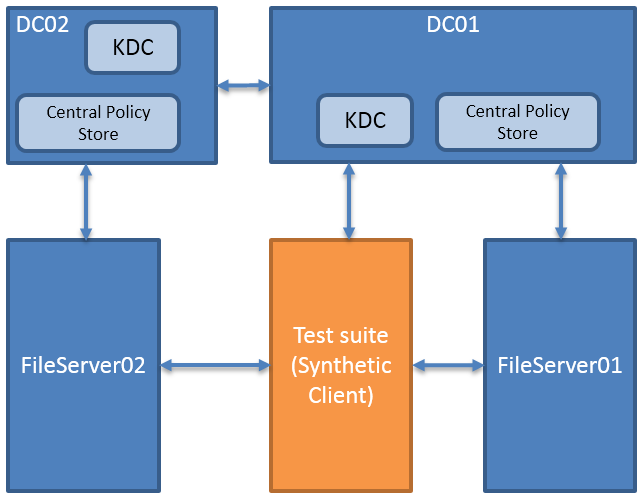 DC02
KDC
Central Policy
Store
DC01
KDC
Central Policy
Store
FileServer02
Test suite
(Synthetic
Client)
FileServer01